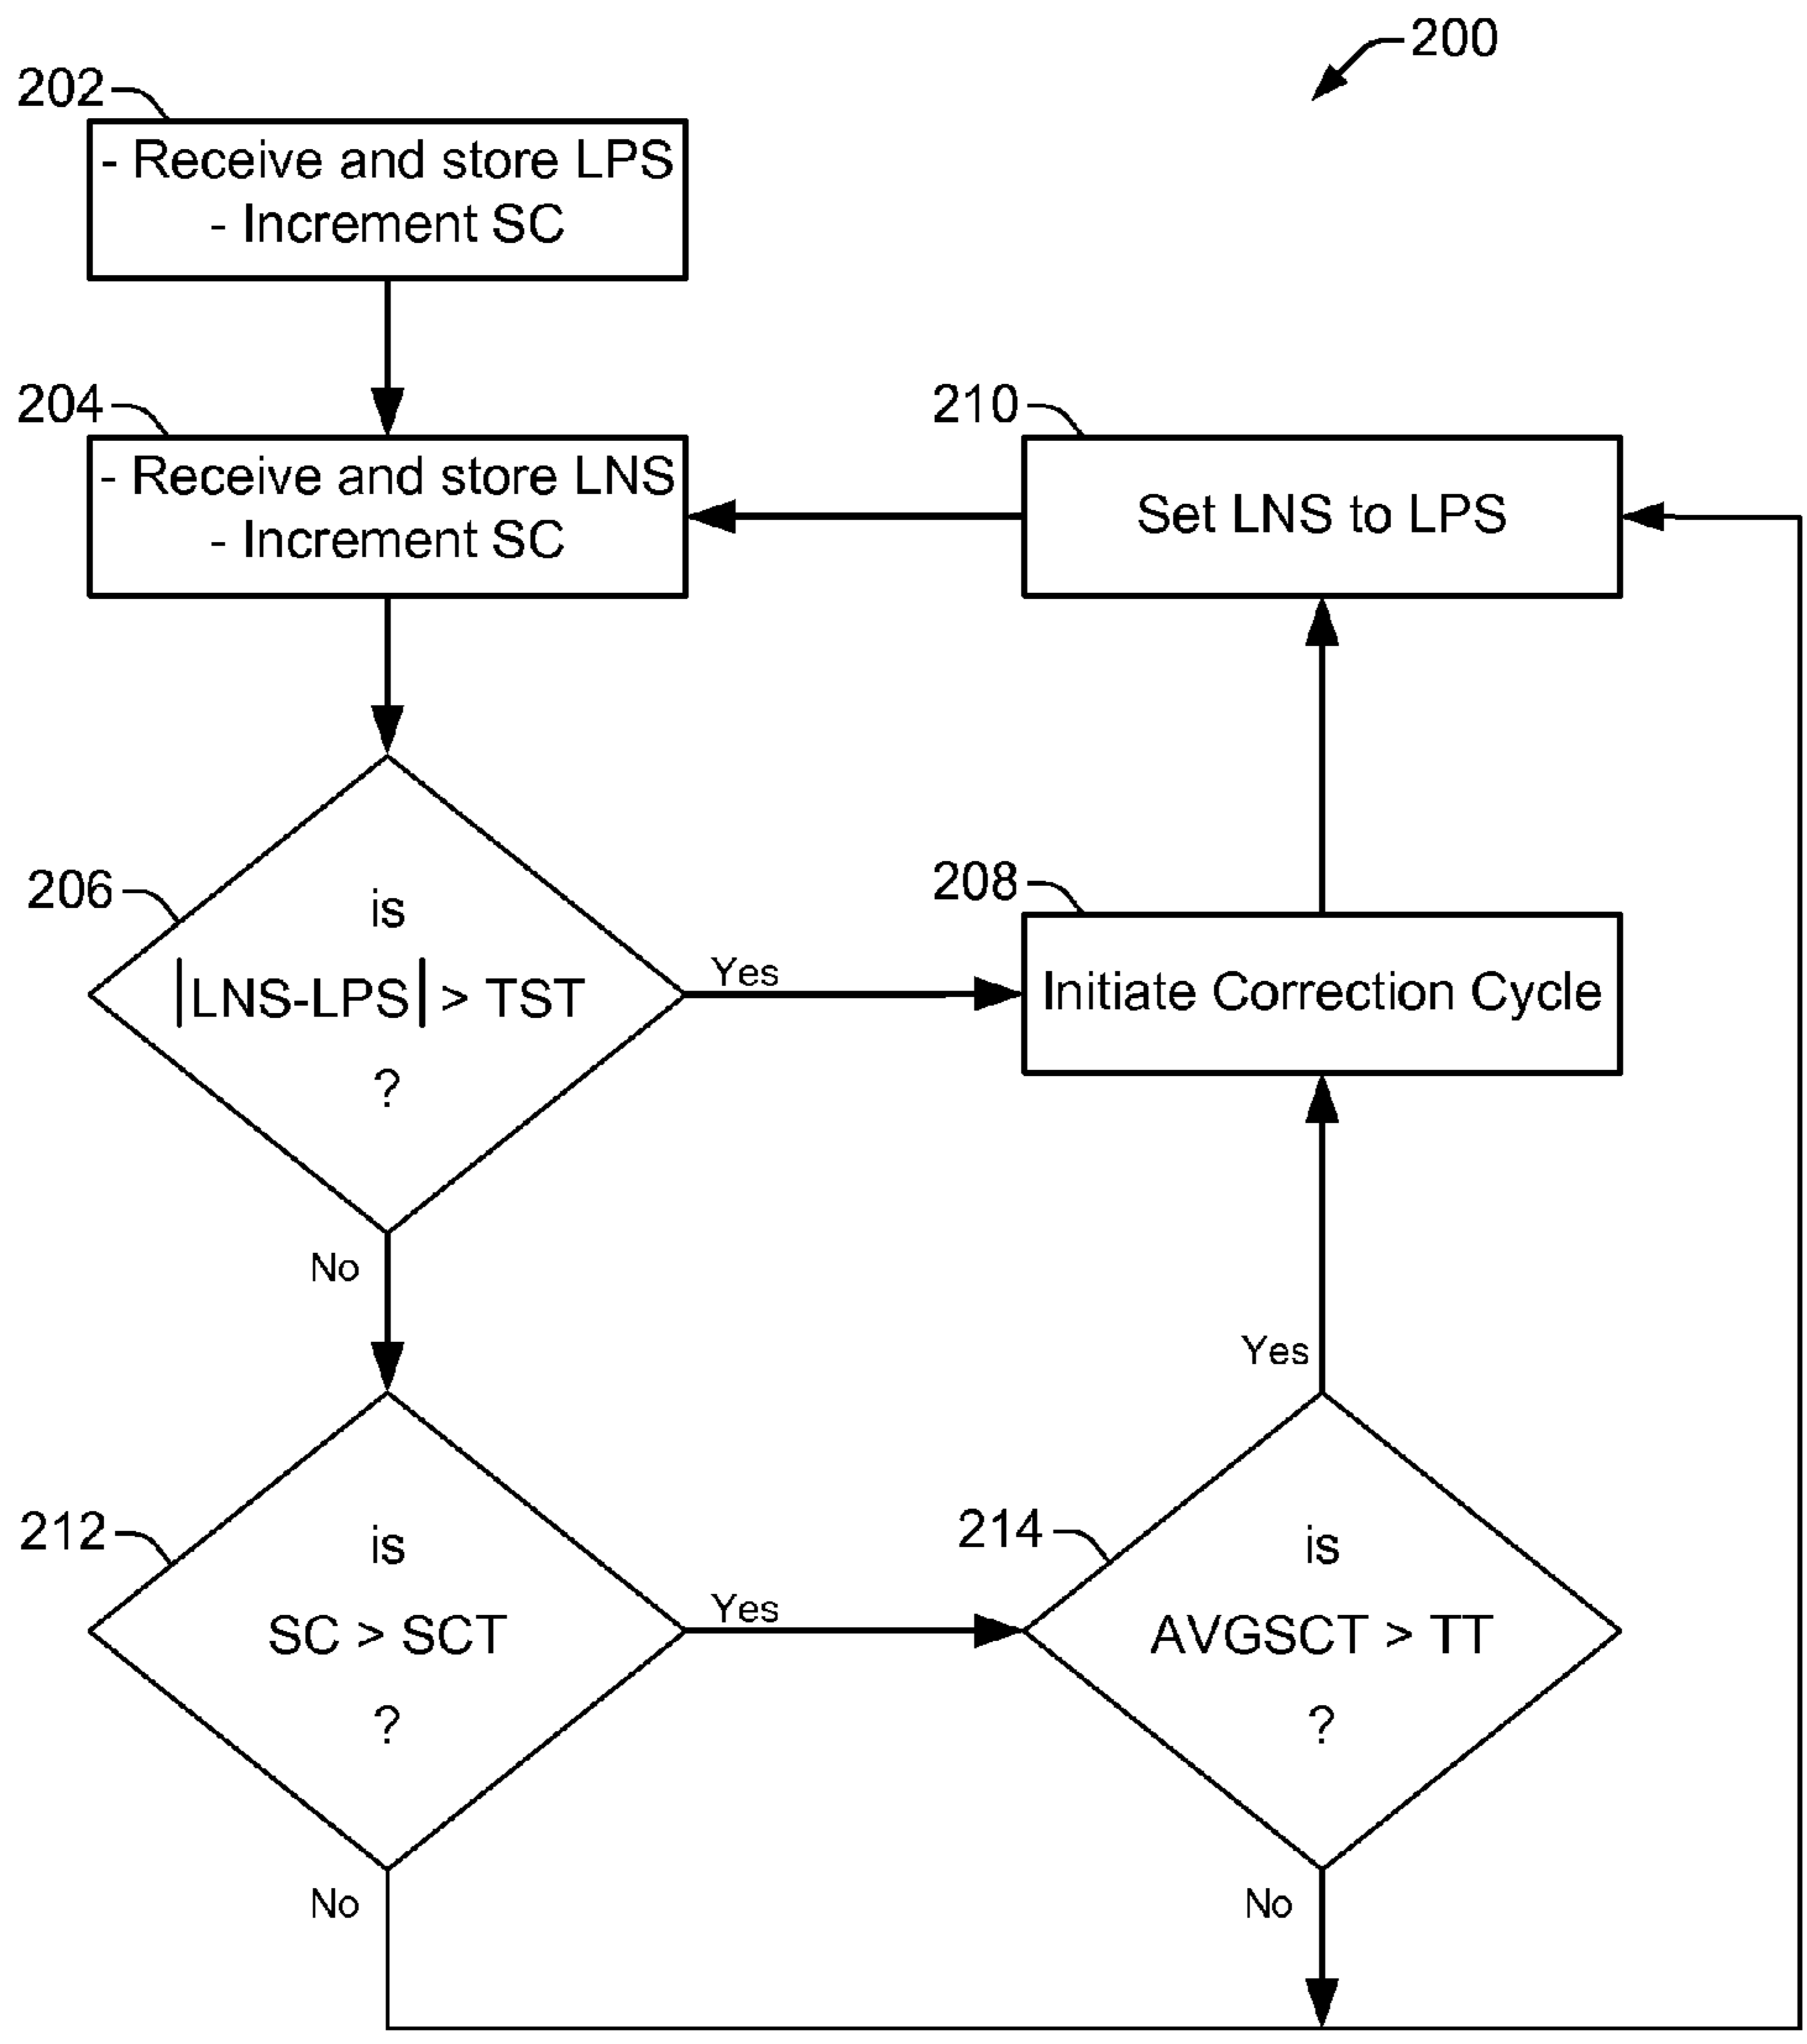 200
202
- Receive and store LPS
- Increment SC
204
- Receive and store LNS
- Increment SC
210
Set LNS to LPS
206
is
|LNS-LPS| > TST
?
Yes
No
208
Initiate Correction Cycle
212
is
SC > SCT
?
Yes
No
214
is
AVGSCT > TT
?
Yes
No